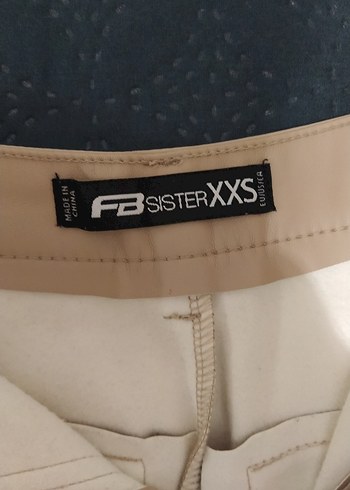 MADE IN
CHINA
FB SISTER XXS
EU/US/CA